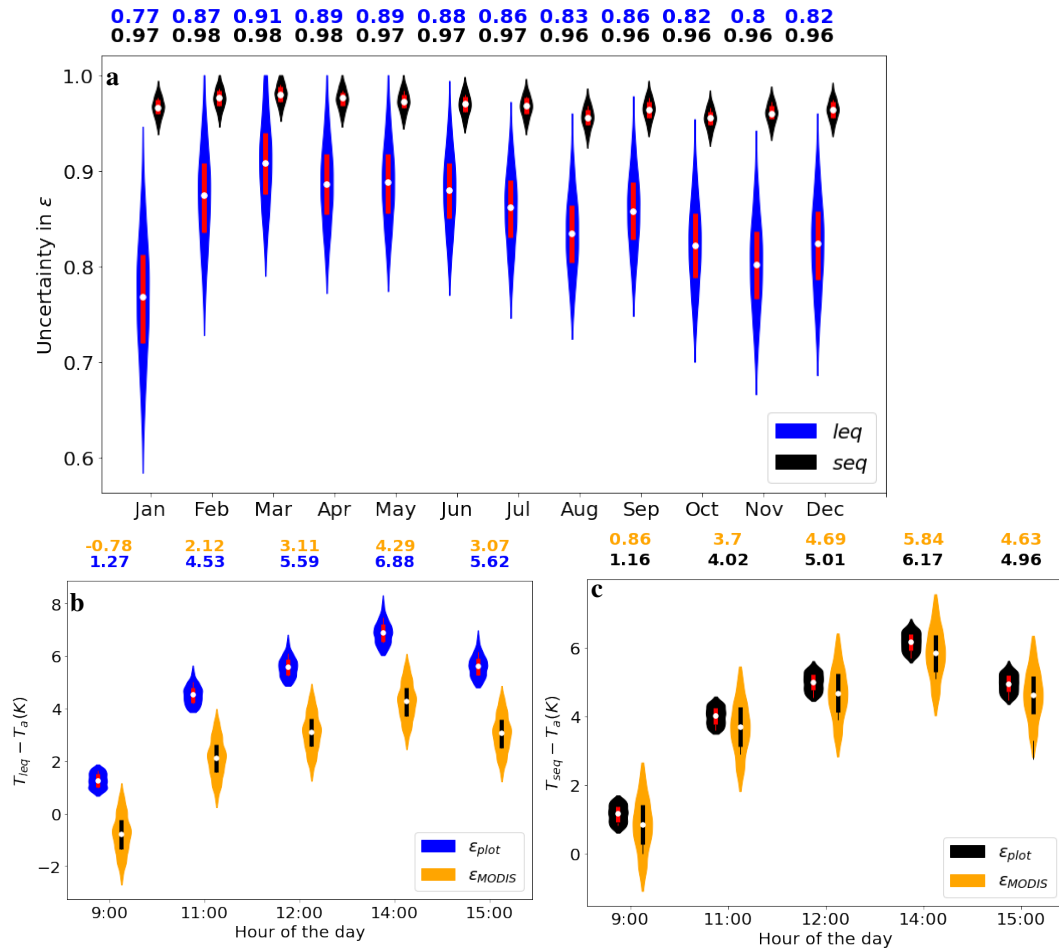 0.77 0.87 0.91 0.89 0.89 0.88 0.86 0.83 0.86 0.82 0.8 0.82
0.97 0.98 0.98 0.98 0.97 0.97 0.97 0.96 0.96 0.96 0.96 0.96
a
1.0
0.9
0.8
0.7
0.6
Uncertainty in ε
leq
seq
Jan Feb Mar Apr May Jun Jul Aug Sep Oct Nov Dec
-0.78 2.12 3.11 4.29 3.07
1.27 4.53 5.59 6.88 5.62
b
8
6
4
2
0
−2
T_leq − T_a(K)
ε_plot
ε_MODIS
9:00 11:00 12:00 14:00 15:00
Hour of the day
0.86 3.7 4.69 5.84 4.63
1.16 4.02 5.01 6.17 4.96
c
6
4
2
0
T_seq − T_a(K)
ε_plot
ε_MODIS
9:00 11:00 12:00 14:00 15:00
Hour of the day